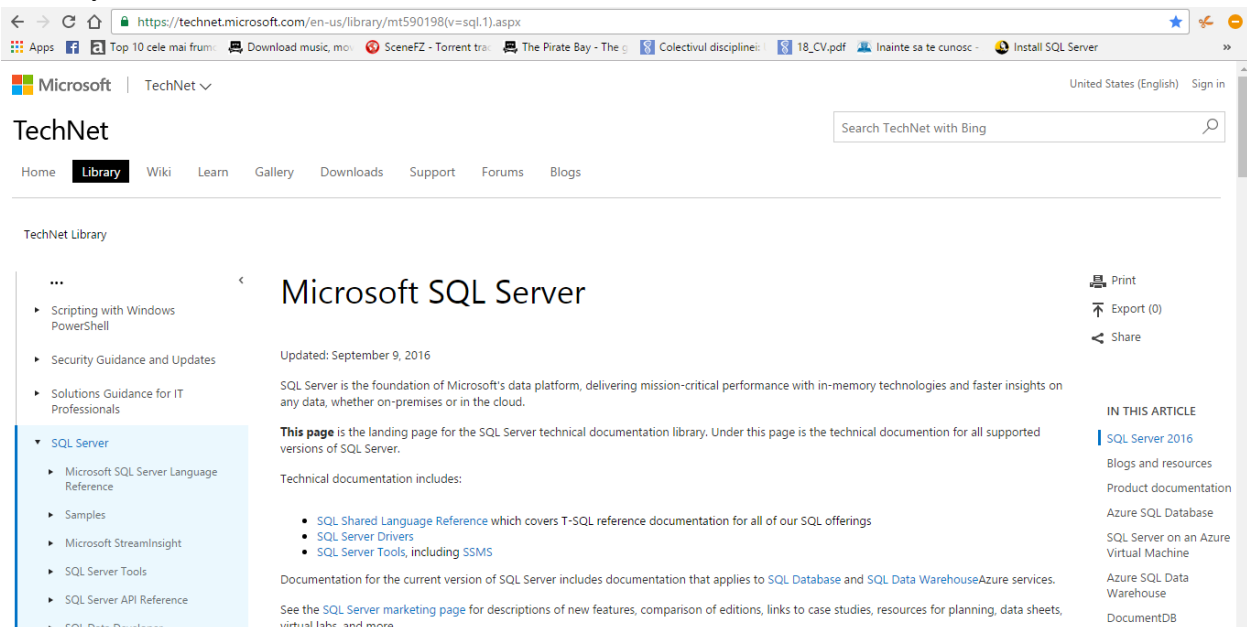 https://technet.microsoft.com/en-us/library/mt590198(v=sql.1).aspx
Apps Top 10 cele mai frum Download music, mov SceneFZ - Torrent trac The Pirate Bay - The g Colectivul disciplinei 18_CV.pdf Inainte sa te cunosc - Install SQL Server »
Microsoft TechNet United States (English) Sign in
TechNet Search TechNet with Bing
Home Library Wiki Learn Gallery Downloads Support Forums Blogs
TechNet Library
...
Scripting with Windows
PowerShell
Security Guidance and Updates
Solutions Guidance for IT
Professionals
SQL Server
Microsoft SQL Server Language
Reference
Samples
Microsoft StreamInsight
SQL Server Tools
SQL Server API Reference
SQL Data Developer
Microsoft SQL Server
Updated: September 9, 2016
SQL Server is the foundation of Microsoft's data platform, delivering mission-critical performance with in-memory technologies and faster insights on
any data, whether on-premises or in the cloud.
This page is the landing page for the SQL Server technical documentation library. Under this page is the technical documention for all supported
versions of SQL Server.
Technical documentation includes:
• SQL Shared Language Reference which covers T-SQL reference documentation for all of our SQL offerings
• SQL Server Drivers
• SQL Server Tools, including SSMS
Documentation for the current version of SQL Server includes documentation that applies to SQL Database and SQL Data WarehouseAzure services.
See the SQL Server marketing page for descriptions of new features, comparison of editions, links to case studies, resources for planning, data sheets,
virtual labs, and more.
Print
Export (0)
Share
IN THIS ARTICLE
SQL Server 2016
Blogs and resources
Product documentation
Azure SQL Database
SQL Server on an Azure
Virtual Machine
Azure SQL Data
Warehouse
DocumentDB